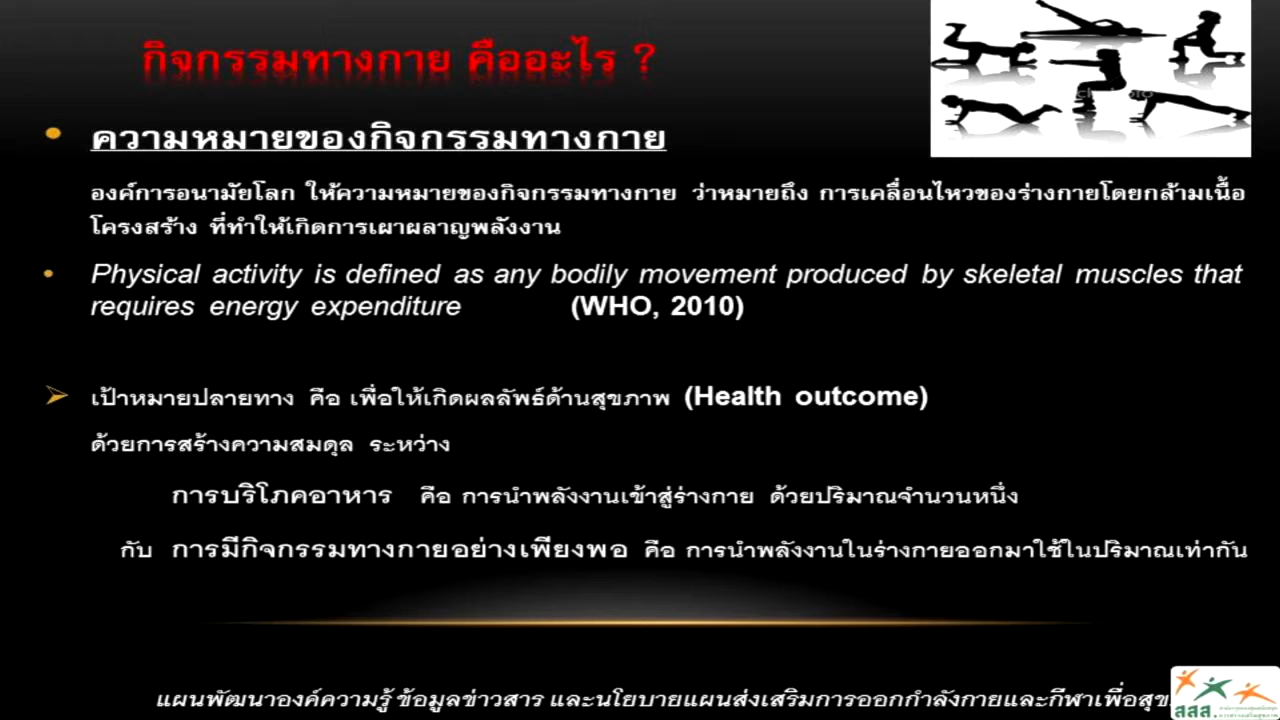 กิจกรรมทางกาย คืออะไร ?
• ความหมายของกิจกรรมทางกาย
องค์การอนามัยโลก ให้ความหมายของกิจกรรมทางกาย ว่าหมายถึง การเคลื่อนไหวของร่างกายโดยกล้ามเนื้อ
โครงสร้าง ที่ทำให้เกิดการเผาผลาญพลังงาน
• Physical activity is defined as any bodily movement produced by skeletal muscles that
requires energy expenditure (WHO, 2010)
➢ เป้าหมายปลายทาง คือ เพื่อให้เกิดผลลัพธ์ด้านสุขภาพ (Health outcome)
ด้วยการสร้างความสมดุล ระหว่าง
การบริโภคอาหาร คือ การนำพลังงานเข้าสู่ร่างกาย ด้วยปริมาณจำนวนหนึ่ง
กับ การมีกิจกรรมทางกายอย่างเพียงพอ คือ การนำพลังงานในร่างกายออกมาใช้ในปริมาณเท่ากัน
แผนพัฒนาองค์ความรู้ ข้อมูลข่าวสาร และนโยบายแผนส่งเสริมการออกกำลังกายและกีฬาเพื่อสุข
สสส.